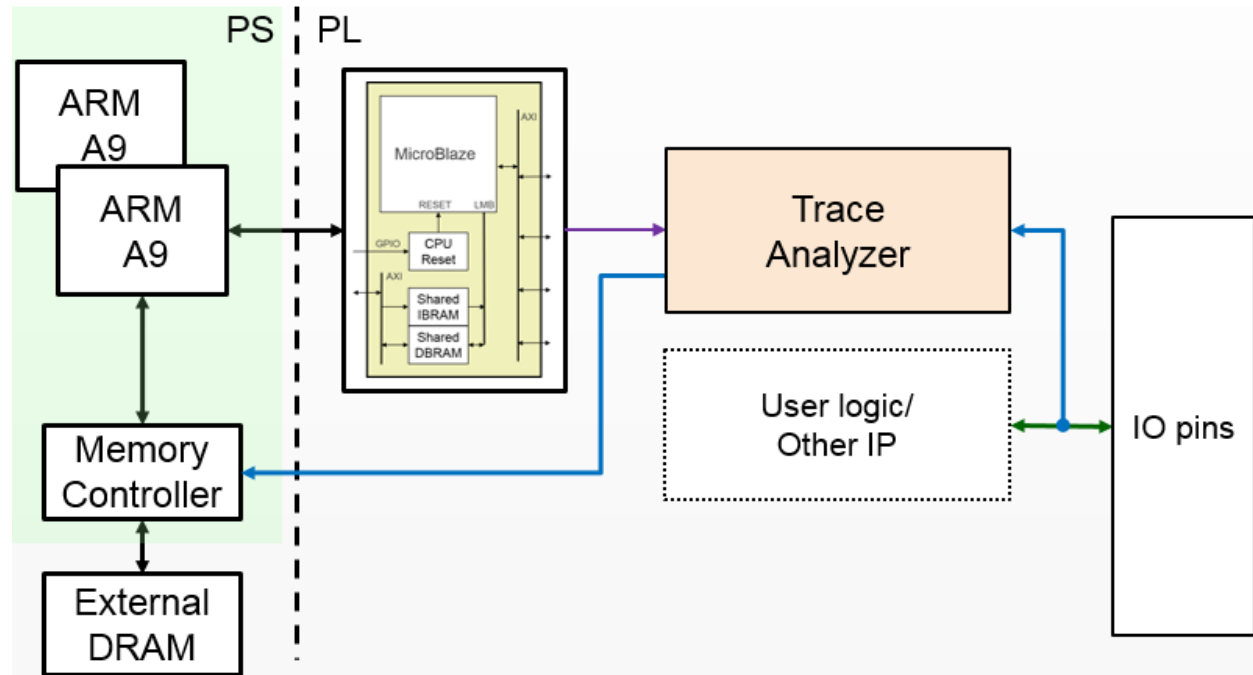 PS
PL
ARM
A9
ARM
A9
Memory
Controller
External
DRAM
MicroBlaze
AXI
RESET
LMB
GPIO
CPU
Reset
AXI
Shared
IBRAM
Shared
DBRAM
Trace
Analyzer
User logic/
Other IP
IO pins